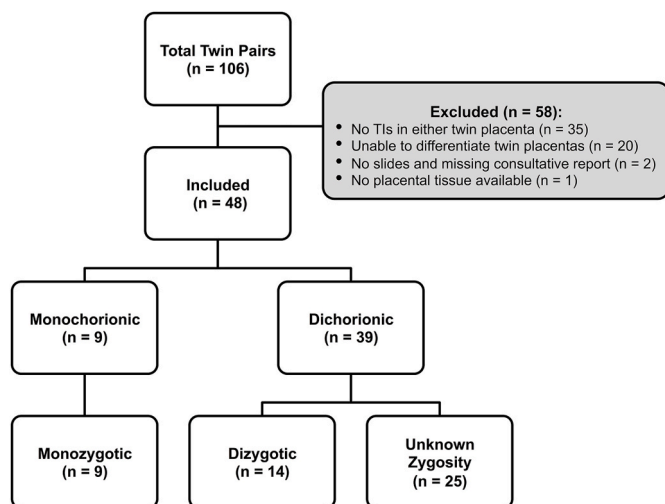 Total Twin Pairs
(n = 106)
Excluded (n = 58):
• No TIs in either twin placenta (n = 35)
• Unable to differentiate twin placentas (n = 20)
• No slides and missing consultative report (n = 2)
• No placental tissue available (n = 1)
Included
(n = 48)
Monochorionic
(n = 9)
Dichorionic
(n = 39)
Monozygotic
(n = 9)
Dizygotic
(n = 14)
Unknown
Zygosity
(n = 25)